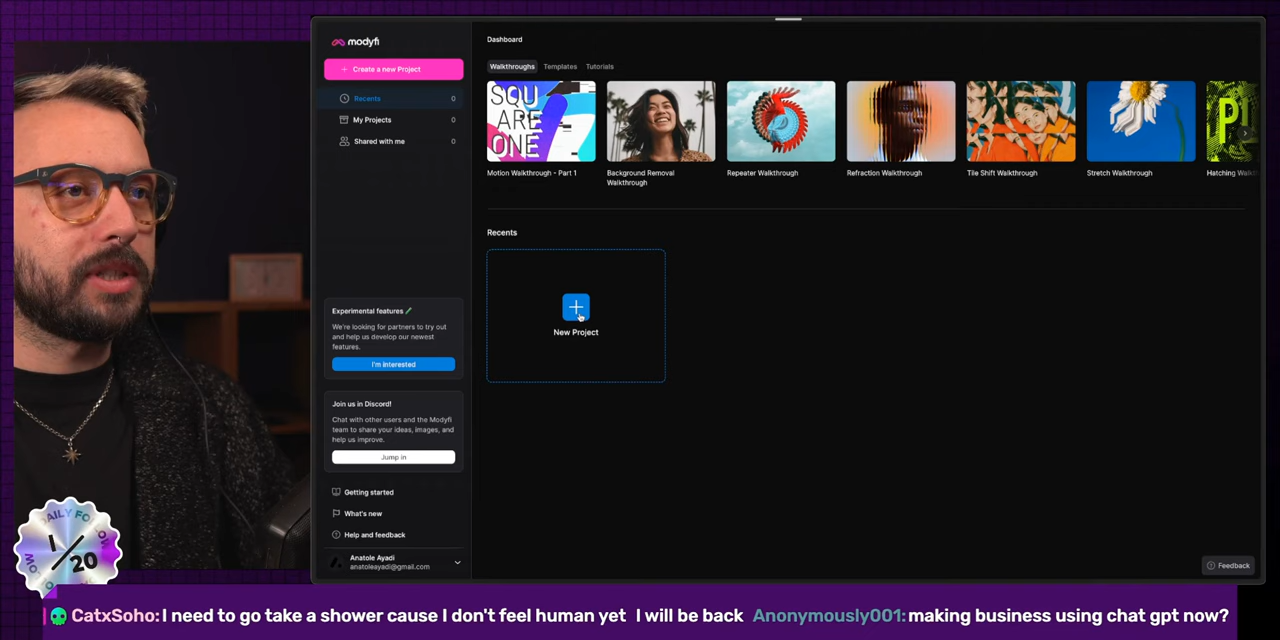 modyfi
+ Create a new Project
Recents 0
My Projects 0
Shared with me 0
Experimental features
We're looking for partners to try out
and help us develop our newest
features.
I'm interested
Join us in Discord!
Chat with other users and the Modyfi
team to share your ideas, images, and
help us improve.
Jump in
Getting started
What's new
Help and feedback
Anatole Ayadi
anatoleayadi@gmail.com
Dashboard
Walkthroughs Templates Tutorials
SQU
ARE
ONE
Motion Walkthrough - Part 1
Background Removal
Walkthrough
Repeater Walkthrough
Refraction Walkthrough
Tile Shift Walkthrough
Stretch Walkthrough
Recents
New Project
Feedback
DAILY FOLLOW
1/20
CatxSoho: I need to go take a shower cause I don't feel human yet I will be back Anonymously001: making business using chat gpt now?